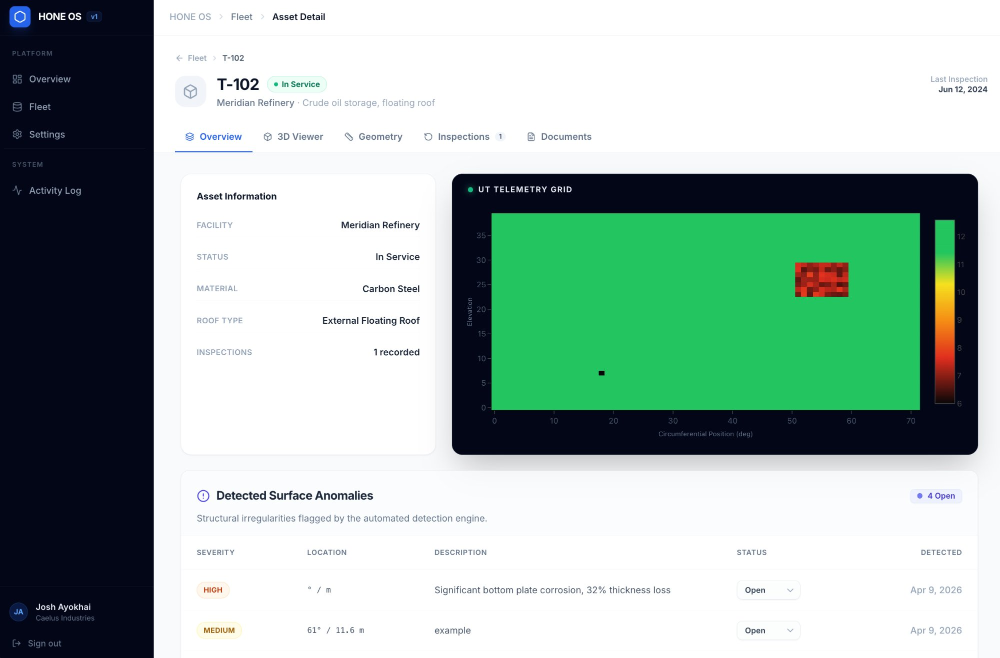 HONE OS v1
PLATFORM
Overview
Fleet
Settings
SYSTEM
Activity Log
JA
Josh Ayokhai
Caelus Industries
Sign out
HONE OS > Fleet > Asset Detail
← Fleet > T-102
T-102 In Service
Meridian Refinery · Crude oil storage, floating roof
Last Inspection
Jun 12, 2024
Overview 3D Viewer Geometry Inspections 1 Documents
Asset Information
FACILITY Meridian Refinery
STATUS In Service
MATERIAL Carbon Steel
ROOF TYPE External Floating Roof
INSPECTIONS 1 recorded
UT TELEMETRY GRID
Elevation
35
30
25
20
15
10
5
0
0 10 20 30 40 50 60 70
Circumferential Position (deg)
12
11
10
9
8
7
6
Detected Surface Anomalies
4 Open
Structural irregularities flagged by the automated detection engine.
SEVERITY LOCATION DESCRIPTION STATUS DETECTED
HIGH ° / m Significant bottom plate corrosion, 32% thickness loss Open Apr 9, 2026
MEDIUM 61° / 11.6 m example Open Apr 9, 2026